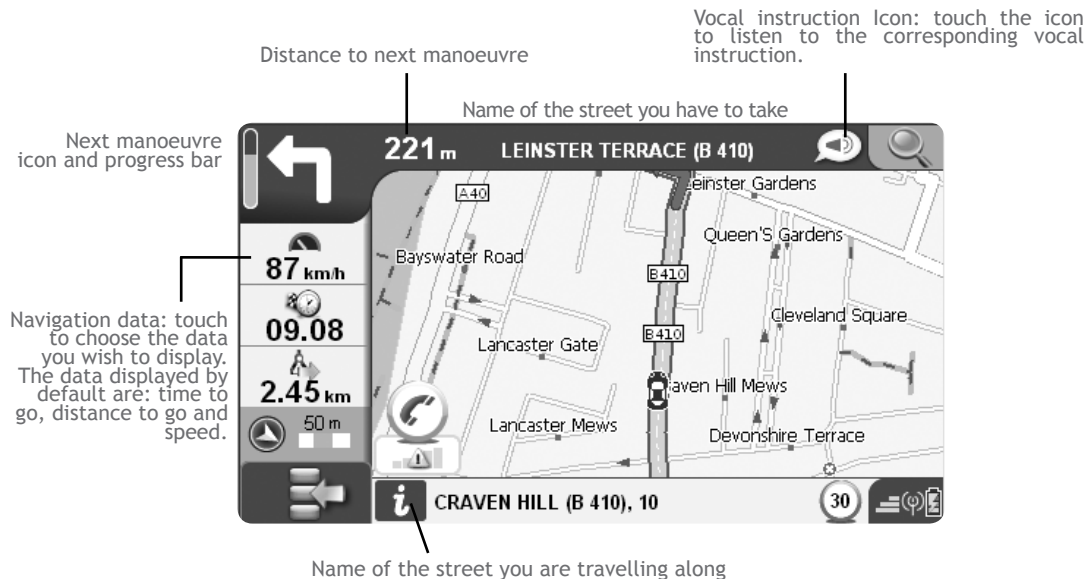 Vocal instruction Icon: touch the icon
to listen to the corresponding vocal
instruction.
Distance to next manoeuvre
Name of the street you have to take
Next manoeuvre
icon and progress bar
221 m
LEINSTER TERRACE (B 410)
A40
Leinster Gardens
Queen'S Gardens
Bayswater Road
87 km/h
B410
Navigation data: touch
to choose the data
you wish to display.
The data displayed by
default are: time to
go, distance to go and
speed.
09.08
Cleveland Square
B410
Lancaster Gate
2.45 km
raven Hill Mews
50 m
Lancaster Mews
Devonshire Terrace
i
CRAVEN HILL (B 410), 10
30
Name of the street you are travelling along